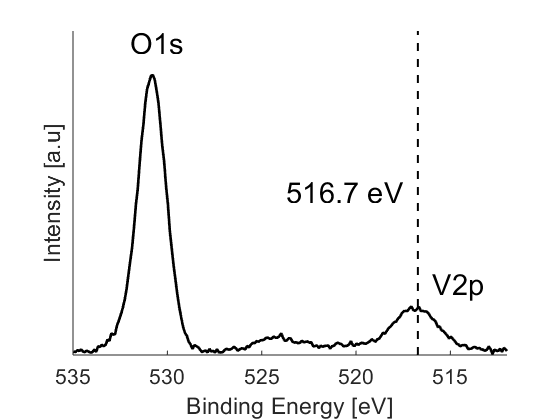 O1s
516.7 eV
V2p
Intensity [a.u]
535 530 525 520 515
Binding Energy [eV]